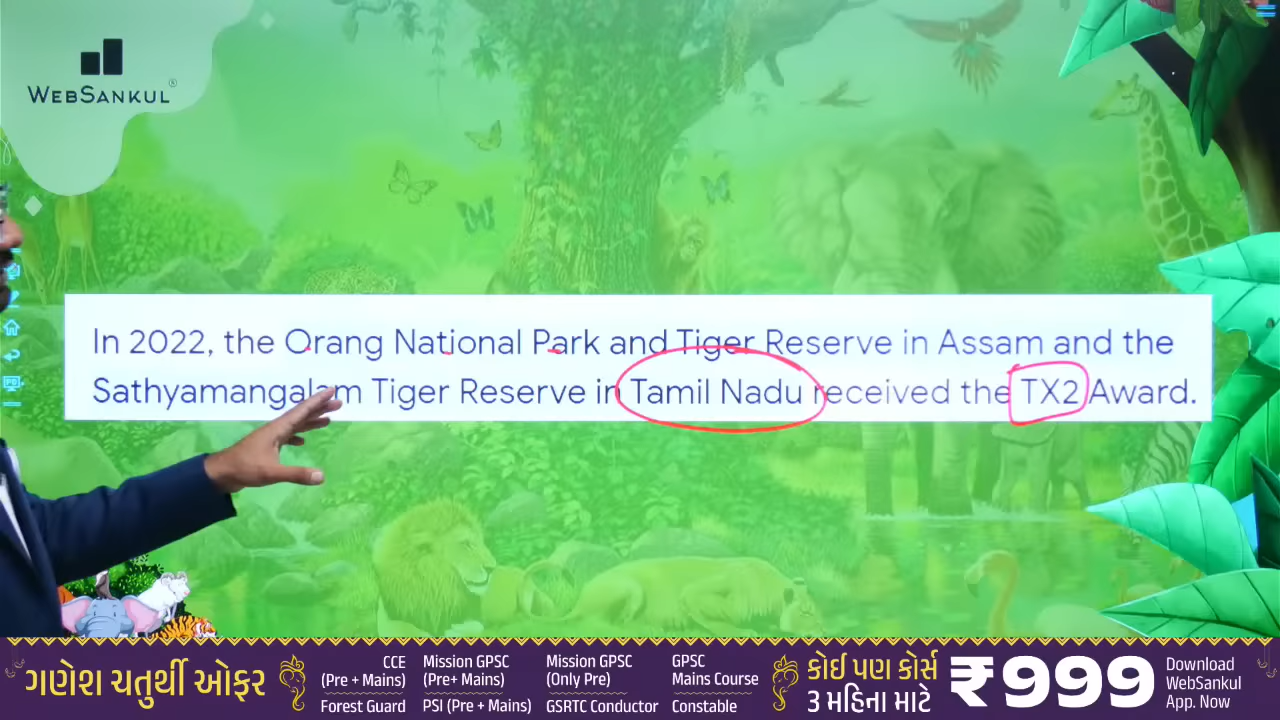 WEBSANKUL
In 2022, the Orang National Park and Tiger Reserve in Assam and the
Sathyamangalam Tiger Reserve in Tamil Nadu received the TX2 Award.
ગણેશ ચતુર્થી ઓફર
CCE
(Pre + Mains)
Forest Guard
Mission GPSC
(Pre+ Mains)
PSI (Pre + Mains)
Mission GPSC
(Only Pre)
GSRTC Conductor
GPSC
Mains Course
Constable
કોઈ પણ કોર્સ
3 મહિના માટે
₹999
Download
WebSankul
App. Now